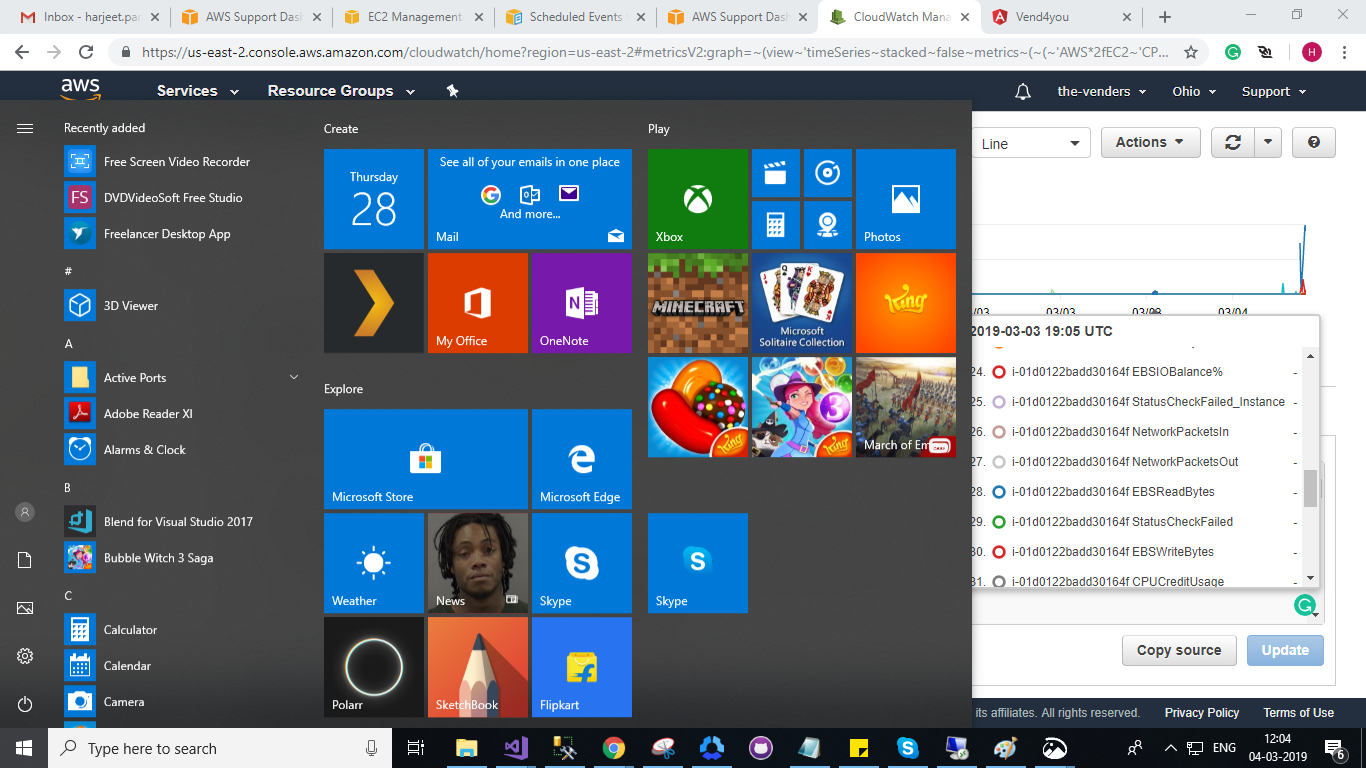 Inbox - harjeet.par
AWS Support Dash
EC2 Management
Scheduled Events
AWS Support Dash
CloudWatch Mana
Vend4you
https://us-east-2.console.aws.amazon.com/cloudwatch/home?region=us-east-2#metricsV2:graph=~(view~'timeSeries~stacked~false~metrics~(~(~'AWS*2fEC2~'CP...
H
aws
Services
Resource Groups
the-venders
Ohio
Support
Recently added
Free Screen Video Recorder
FS
DVDVideoSoft Free Studio
Freelancer Desktop App
#
3D Viewer
A
Active Ports
Adobe Reader XI
Alarms & Clock
B
Blend for Visual Studio 2017
Bubble Witch 3 Saga
C
Calculator
Calendar
Camera
Create
Thursday
28
See all of your emails in one place
And more...
Mail
My Office
OneNote
Explore
Microsoft Store
Microsoft Edge
Weather
News
Skype
Polarr
SketchBook
Flipkart
Play
Xbox
Photos
MINECRAFT
Microsoft
Solitaire Collection
King
King
3
King
March of Em
Skype
Line
Actions
?
/03
03/03
03/03
03/04
2019-03-03 19:05 UTC
24. i-01d0122badd30164f EBSIOBalance% -
25. i-01d0122badd30164f StatusCheckFailed_Instance -
26. i-01d0122badd30164f NetworkPacketsIn -
27. i-01d0122badd30164f NetworkPacketsOut -
28. i-01d0122badd30164f EBSReadBytes -
29. i-01d0122badd30164f StatusCheckFailed -
30. i-01d0122badd30164f EBSWriteBytes -
31. i-01d0122badd30164f CPUCreditUsage -
Copy source
Update
its affiliates. All rights reserved.
Privacy Policy
Terms of Use
Type here to search
ENG
12:04
04-03-2019
6